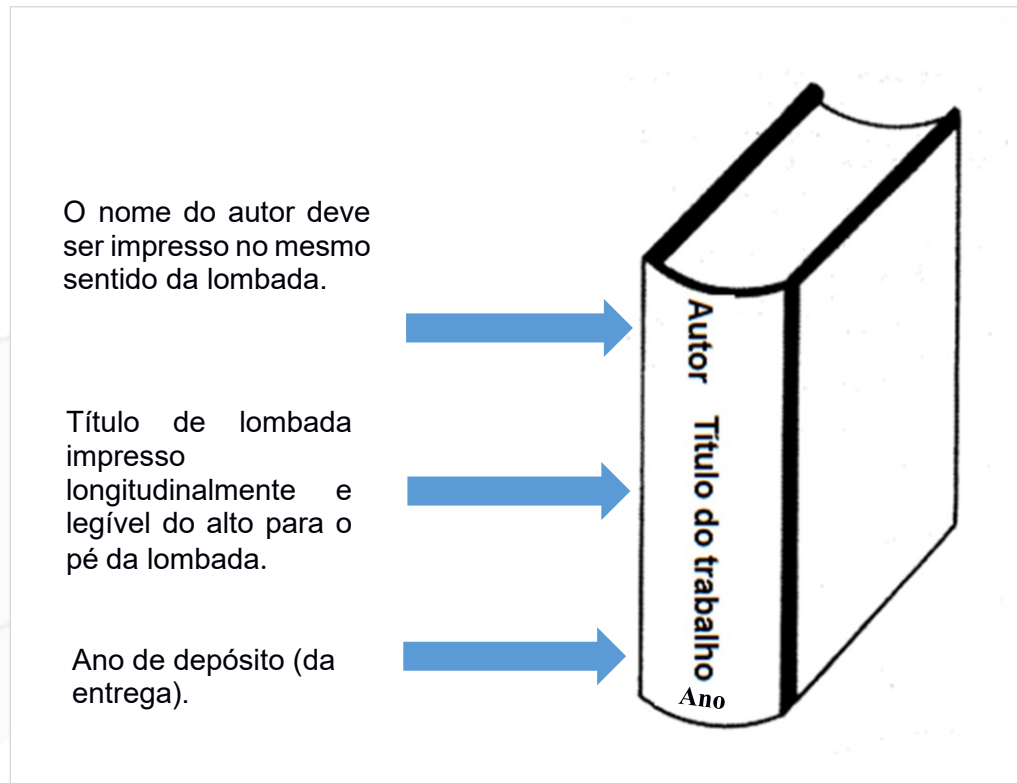 O nome do autor deve
ser impresso no mesmo
sentido da lombada.
Título de lombada
impresso
longitudinalmente e
legível do alto para o
pé da lombada.
Ano de depósito (da
entrega).
Autor Título do trabalho
Ano